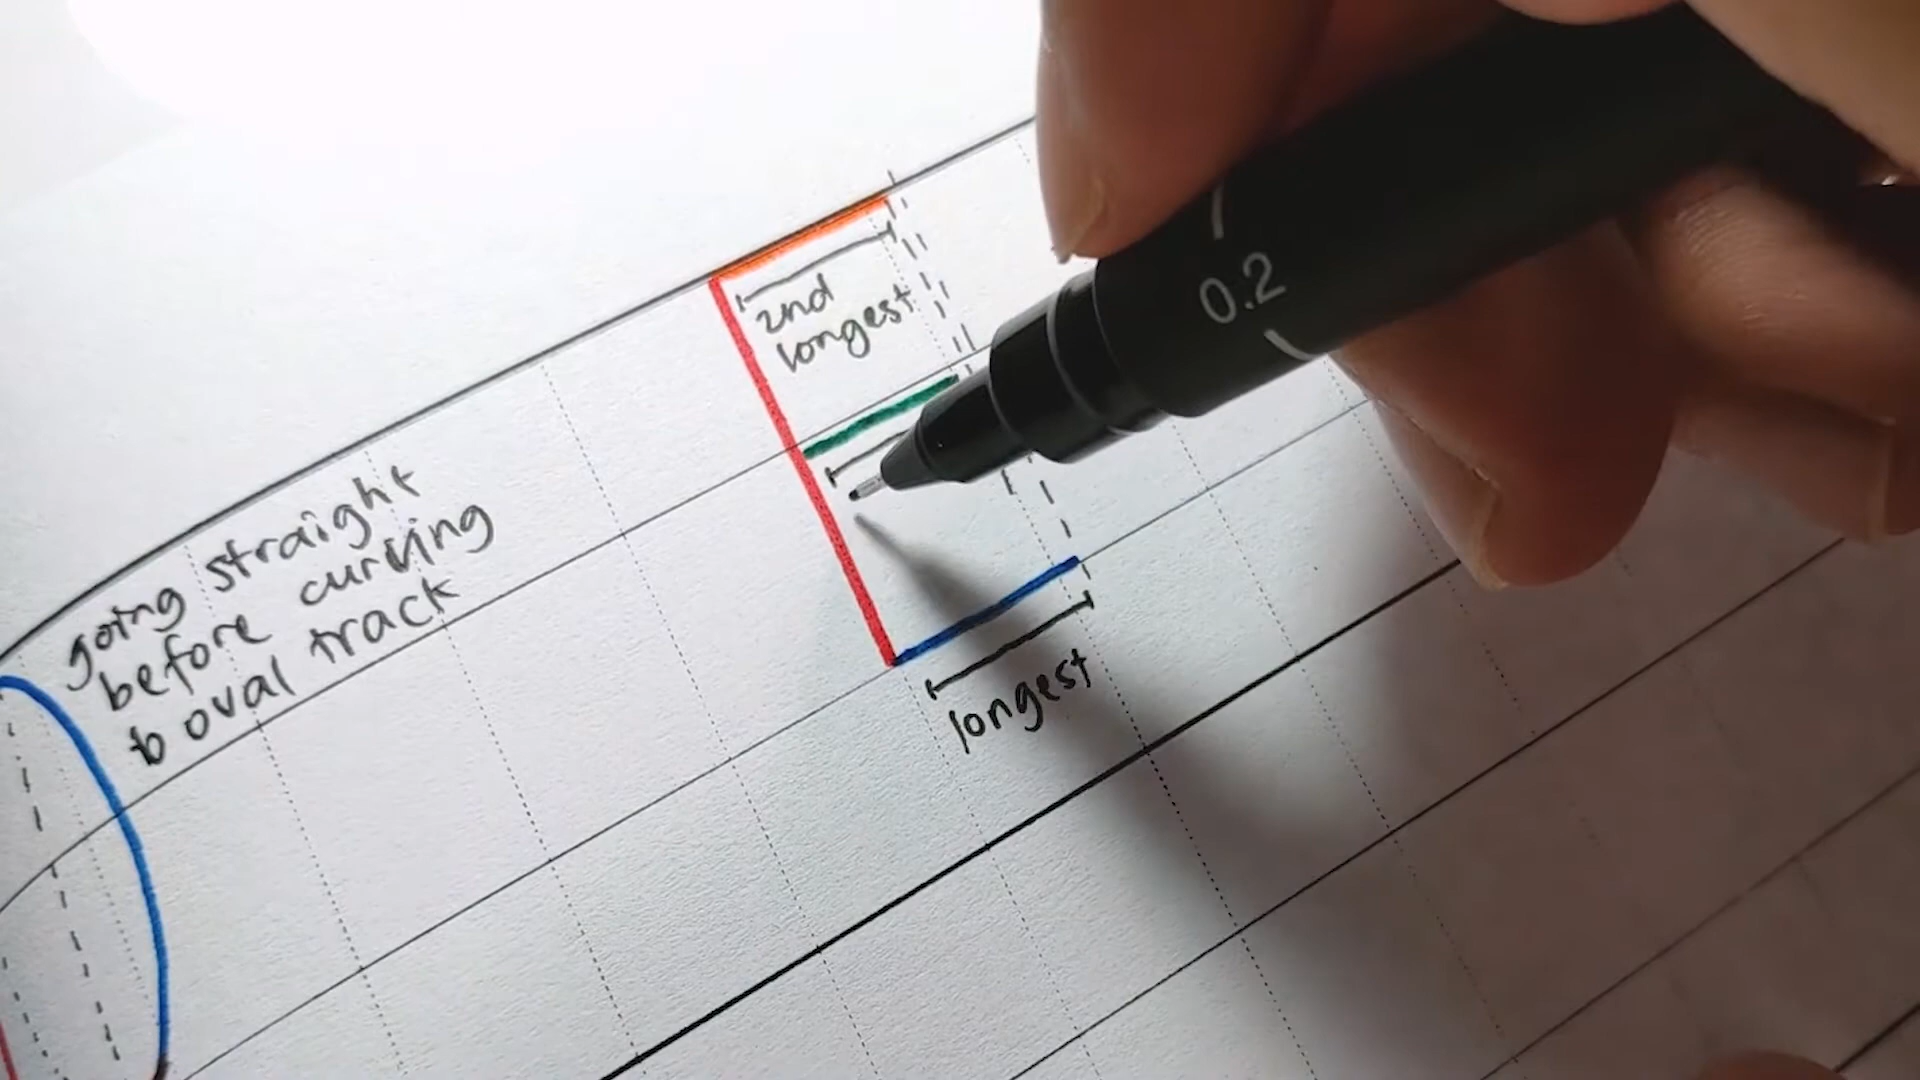 going straight
before curving
to oval track
2nd
longest
longest
0.2